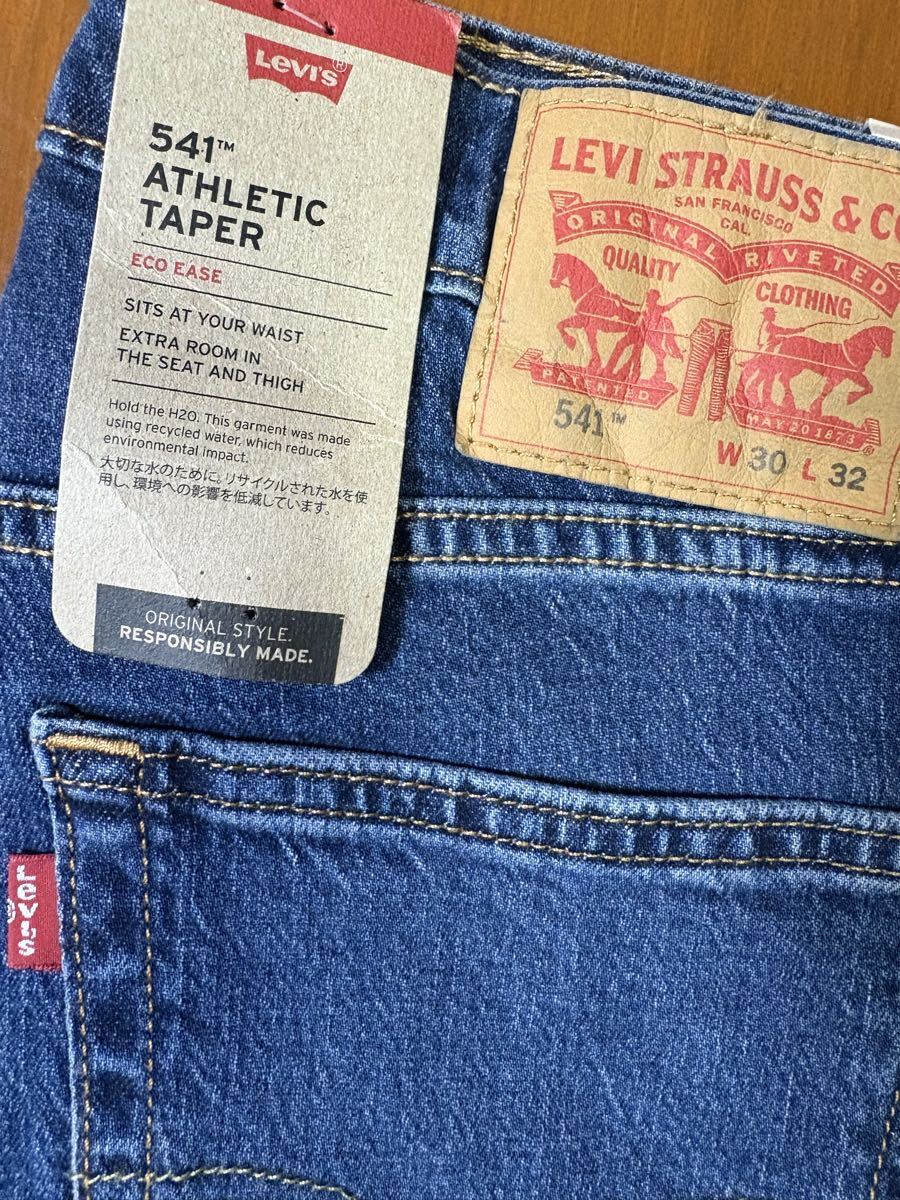 Levi's®
541™
ATHLETIC
TAPER
ECO EASE
SITS AT YOUR WAIST
EXTRA ROOM IN
THE SEAT AND THIGH
Hold the H2O. This garment was made
using recycled water, which reduces
environmental impact.
大切な水のために。リサイクルされた水を使
用し、環境への影響を低減しています。
ORIGINAL STYLE.
RESPONSIBLY MADE.
LEVI STRAUSS & CO
SAN FRANCISCO
CAL.
ORIGINAL RIVETED
QUALITY CLOTHING
PATENTED MAY 20 1873 ®
541™
W 30 L 32
Levi's ®